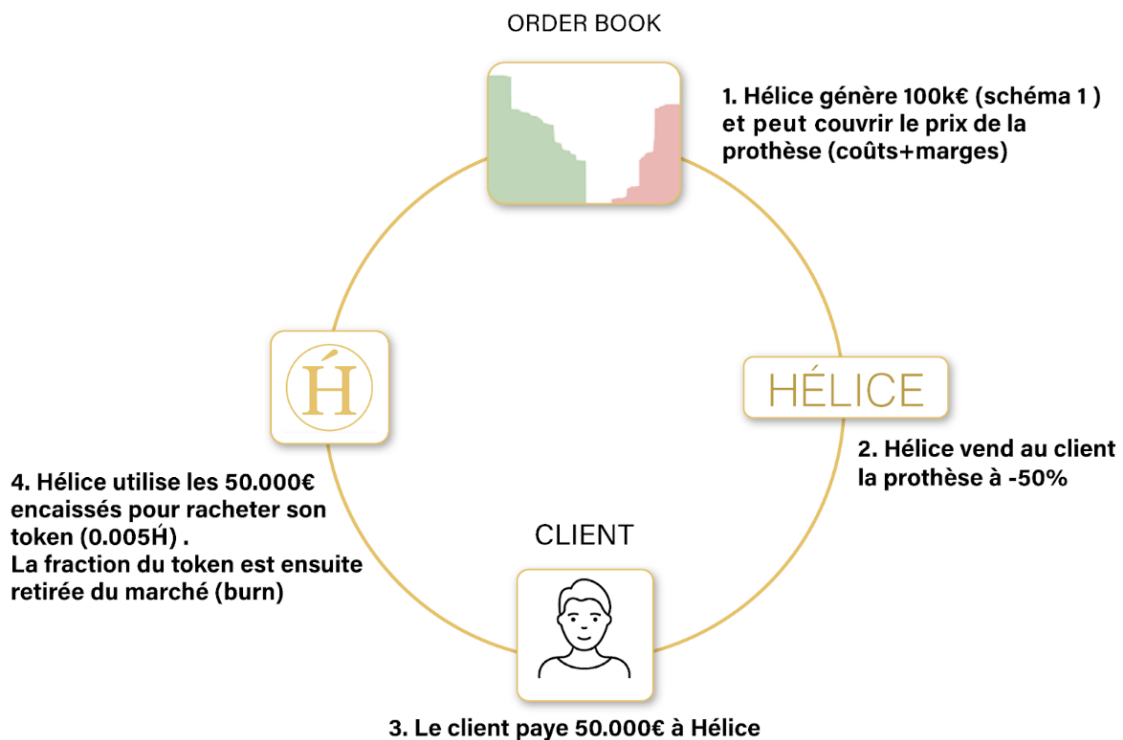 ORDER BOOK
1. Hélice génère 100k€ (schéma 1 )
et peut couvrir le prix de la
prothèse (coûts+marges)
Ή
HÉLICE
2. Hélice vend au client
la prothèse à -50%
4. Hélice utilise les 50.000€
encaissés pour racheter son
token (0.005Ή) .
La fraction du token est ensuite
retirée du marché (burn)
CLIENT
3. Le client paye 50.000€ à Hélice